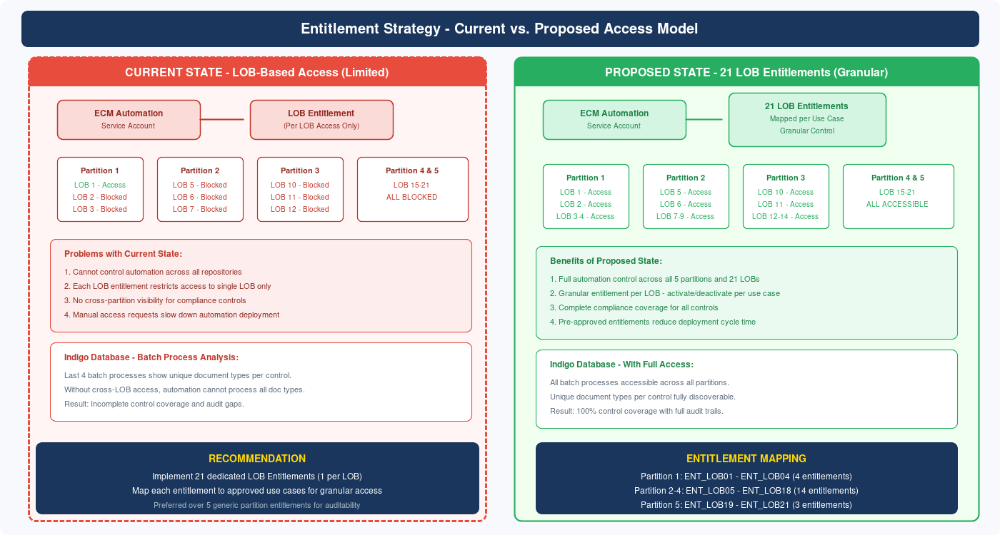 Entitlement Strategy - Current vs. Proposed Access Model
CURRENT STATE - LOB-Based Access (Limited)
ECM Automation
Service Account
LOB Entitlement
(Per LOB Access Only)
Partition 1
LOB 1 - Access
LOB 2 - Blocked
LOB 3 - Blocked
Partition 2
LOB 5 - Blocked
LOB 6 - Blocked
LOB 7 - Blocked
Partition 3
LOB 10 - Blocked
LOB 11 - Blocked
LOB 12 - Blocked
Partition 4 & 5
LOB 15-21
ALL BLOCKED
Problems with Current State:
1. Cannot control automation across all repositories
2. Each LOB entitlement restricts access to single LOB only
3. No cross-partition visibility for compliance controls
4. Manual access requests slow down automation deployment
Indigo Database - Batch Process Analysis:
Last 4 batch processes show unique document types per control.
Without cross-LOB access, automation cannot process all doc types.
Result: Incomplete control coverage and audit gaps.
RECOMMENDATION
Implement 21 dedicated LOB Entitlements (1 per LOB)
Map each entitlement to approved use cases for granular access
Preferred over 5 generic partition entitlements for auditability
PROPOSED STATE - 21 LOB Entitlements (Granular)
ECM Automation
Service Account
21 LOB Entitlements
Mapped per Use Case
Granular Control
Partition 1
LOB 1 - Access
LOB 2 - Access
LOB 3-4 - Access
Partition 2
LOB 5 - Access
LOB 6 - Access
LOB 7-9 - Access
Partition 3
LOB 10 - Access
LOB 11 - Access
LOB 12-14 - Access
Partition 4 & 5
LOB 15-21
ALL ACCESSIBLE
Benefits of Proposed State:
1. Full automation control across all 5 partitions and 21 LOBs
2. Granular entitlement per LOB - activate/deactivate per use case
3. Complete compliance coverage for all controls
4. Pre-approved entitlements reduce deployment cycle time
Indigo Database - With Full Access:
All batch processes accessible across all partitions.
Unique document types per control fully discoverable.
Result: 100% control coverage with full audit trails.
ENTITLEMENT MAPPING
Partition 1: ENT_LOB01 - ENT_LOB04 (4 entitlements)
Partition 2-4: ENT_LOB05 - ENT_LOB18 (14 entitlements)
Partition 5: ENT_LOB19 - ENT_LOB21 (3 entitlements)